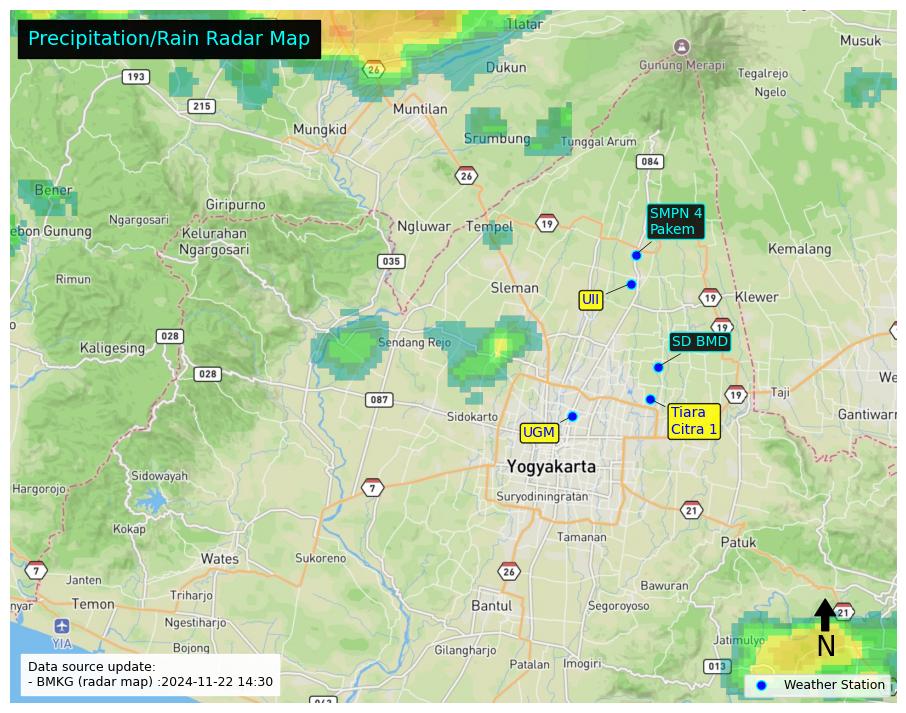 Precipitation/Rain Radar Map
Tlatar
Musuk
26
193
Dukun
Gunung Merapi
Tegalrejo
Ngelo
215
Muntilan
Mungkid
Srumbung
Tunggal Arum
084
26
Bener
Giripurno
SMPN 4
Pakem
Ngargosari
Ngluwar
Tempel
19
ebon Gunung
Kelurahan
Ngargosari
Kemalang
035
Rimun
Sleman
UII
19
Klewer
19
028
Kaligesing
Sendang Rejo
SD BMD
028
We
087
19
Taji
Sidokarto
Tiara
Citra 1
Gantiwarn
UGM
Yogyakarta
Sidowayah
Hargorojo
7
Suryodiningratan
21
Kokap
Tamanan
Patuk
Wates
Sukoreno
7
26
Janten
Bawuran
Triharjo
nyar
Temon
Bantul
Segoroyoso
21
Ngestiharjo
YIA
Jatimulyo
N
Bojong
Gilangharjo
Patalan
Imogiri
013
Data source update:
- BMKG (radar map) :2024-11-22 14:30
Weather Station